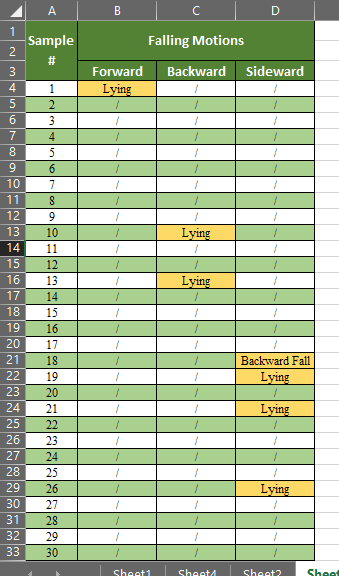 A B C D
1 Sample # Falling Motions
2
3 Forward Backward Sideward
4 1 Lying / /
5 2 / / /
6 3 / / /
7 4 / / /
8 5 / / /
9 6 / / /
10 7 / / /
11 8 / / /
12 9 / / /
13 10 / Lying /
14 11 / / /
15 12 / / /
16 13 / Lying /
17 14 / / /
18 15 / / /
19 16 / / /
20 17 / / /
21 18 / / Backward Fall
22 19 / / Lying
23 20 / / /
24 21 / / Lying
25 22 / / /
26 23 / / /
27 24 / / /
28 25 / / /
29 26 / / Lying
30 27 / / /
31 28 / / /
32 29 / / /
33 30 / / /
Sheet1 Sheet4 Sheet2 Sheet